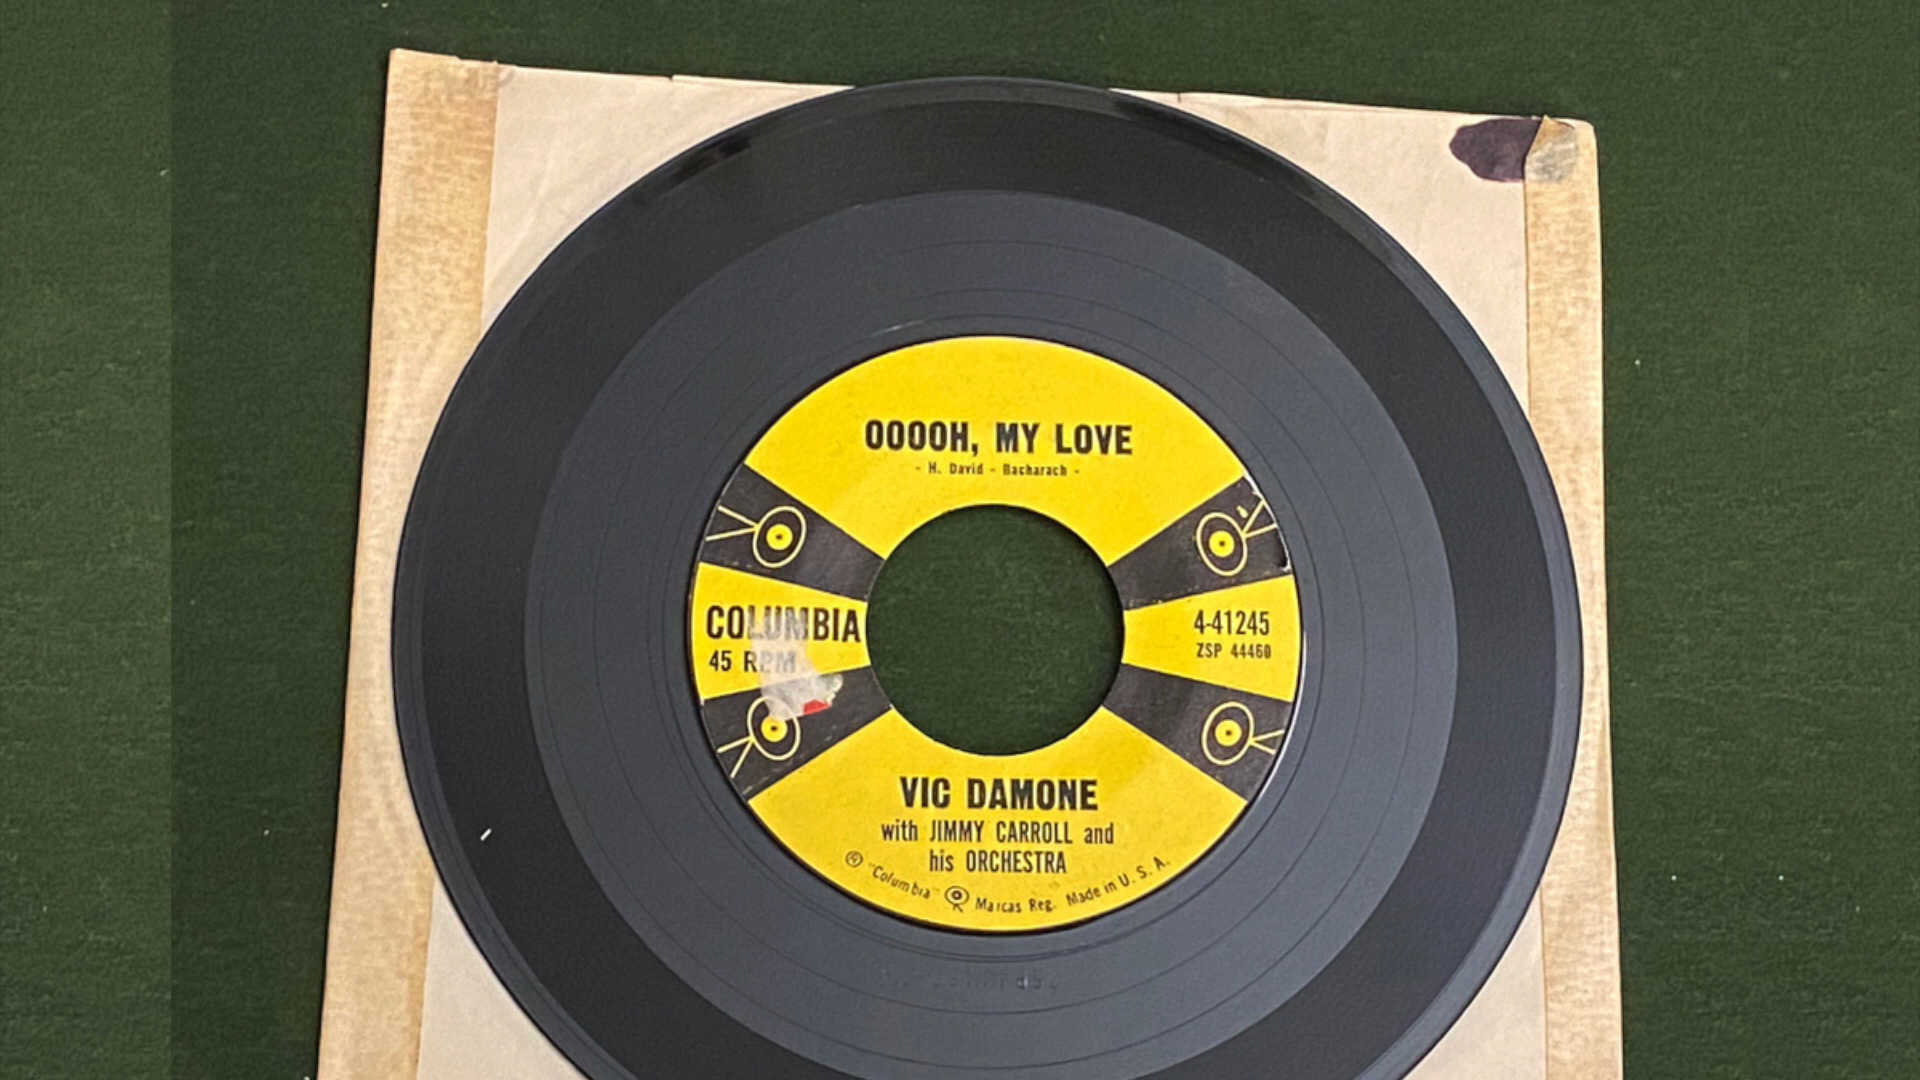 OOOOH, MY LOVE
- H. David - Bacharach -
COLUMBIA
45 RPM
4-41245
ZSP 44460
VIC DAMONE
with JIMMY CARROLL and
his ORCHESTRA
Ⓡ "Columbia" Marcas Reg. Made in U. S. A.